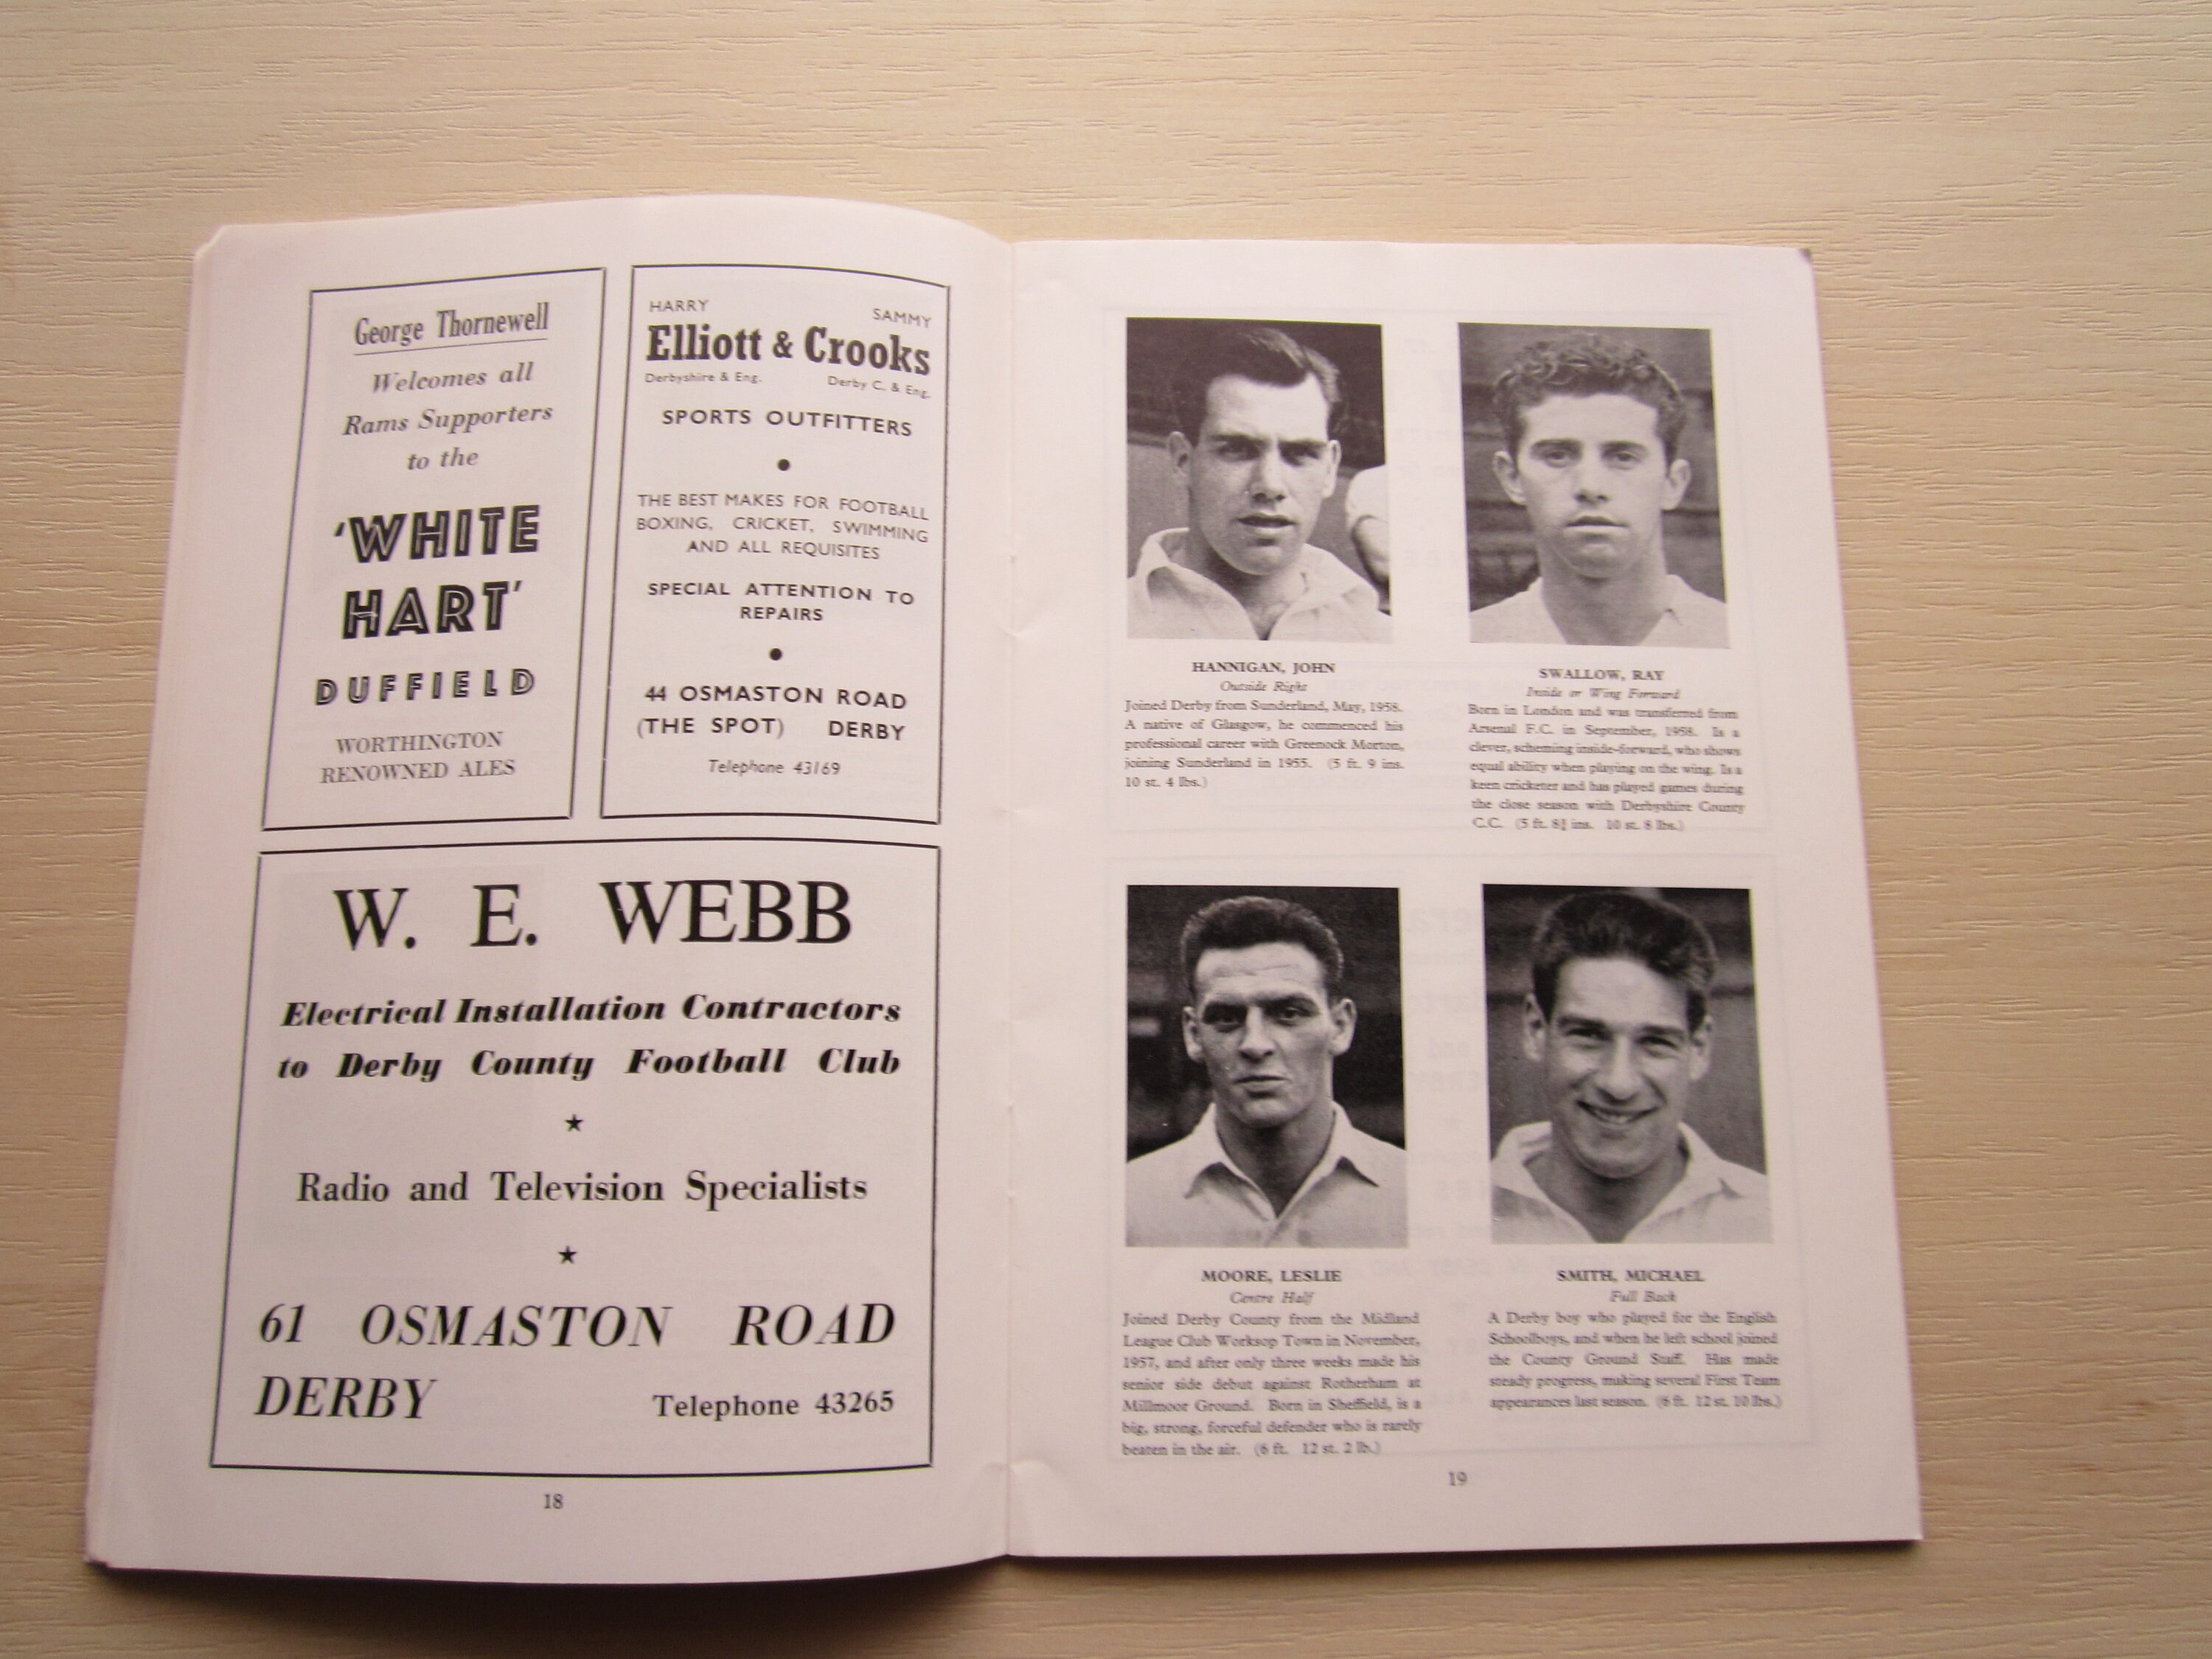 George Thornewell
Welcomes all
Rams Supporters
to the
'WHITE
HART'
DUFFIELD
WORTHINGTON
RENOWNED ALES
HARRY SAMMY
Elliott & Crooks
Derbyshire & Eng. Derby C. & Eng.
SPORTS OUTFITTERS
THE BEST MAKES FOR FOOTBALL
BOXING, CRICKET, SWIMMING
AND ALL REQUISITES
SPECIAL ATTENTION TO
REPAIRS
44 OSMASTON ROAD
(THE SPOT) DERBY
Telephone 43169
W. E. WEBB
Electrical Installation Contractors
to Derby County Football Club
Radio and Television Specialists
61 OSMASTON ROAD
DERBY Telephone 43265
18
HANNIGAN, JOHN
Outside Right
Joined Derby from Sunderland, May, 1958.
A native of Glasgow, he commenced his
professional career with Greenock Morton,
joining Sunderland in 1955. (5 ft. 9 ins.
10 st. 4 lbs.)
SWALLOW, RAY
Inside or Wing Forward
Born in London and was transferred from
Arsenal F.C. in September, 1958. Is a
clever, scheming inside-forward, who shows
equal ability when playing on the wing. Is a
keen cricketer and has played games during
the close season with Derbyshire County
C.C. (5 ft. ins. 10 st. 8 lbs.)
MOORE, LESLIE
Centre Half
Joined Derby County from the Midland
League Club Worksop Town in November,
1957, and after only three weeks made his
senior side debut against Rotherham at
Millmoor Ground. Born in Sheffield, is a
big, strong, forceful defender who is rarely
beaten in the air. (6 ft. 12 st. 2 lb.)
SMITH, MICHAEL
Full Back
A Derby boy who played for the English
Schoolboys, and when he left school joined
the County Ground Staff. Has made
steady progress, making several First Team
appearances last season. (6 ft. 12 st. 10 lbs.)
19